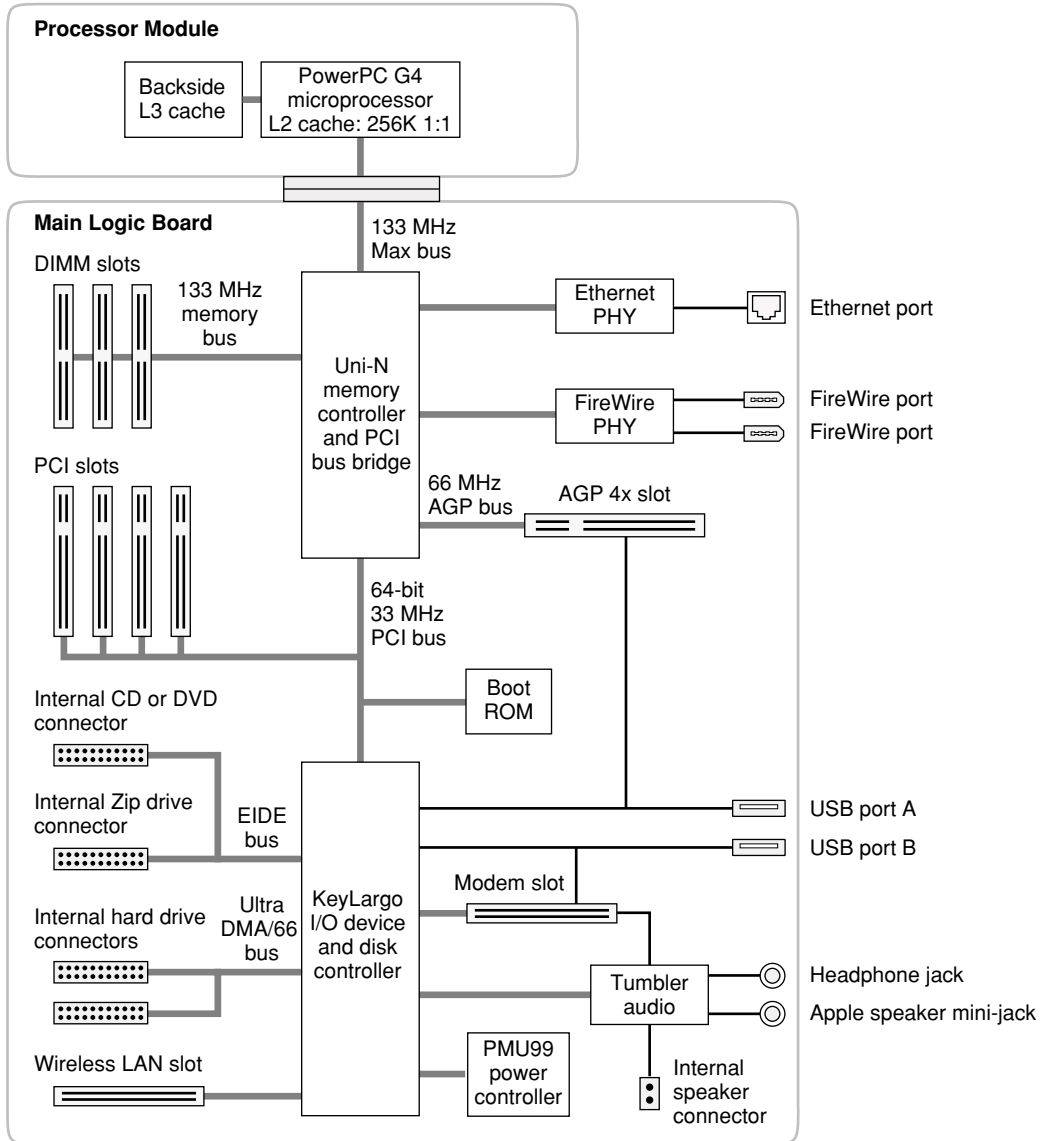 Processor Module
Backside
L3 cache
PowerPC G4
microprocessor
L2 cache: 256K 1:1
Main Logic Board
133 MHz
Max bus
DIMM slots
133 MHz
memory
bus
Uni-N
memory
controller
and PCI
bus bridge
Ethernet
PHY
Ethernet port
FireWire
PHY
FireWire port
FireWire port
PCI slots
66 MHz
AGP bus
AGP 4x slot
64-bit
33 MHz
PCI bus
Boot
ROM
Internal CD or DVD
connector
Internal Zip drive
connector
EIDE
bus
USB port A
USB port B
Modem slot
KeyLargo
I/O device
and disk
controller
Internal hard drive
connectors
Ultra
DMA/66
bus
Tumbler
audio
Headphone jack
Apple speaker mini-jack
Wireless LAN slot
PMU99
power
controller
Internal
speaker
connector